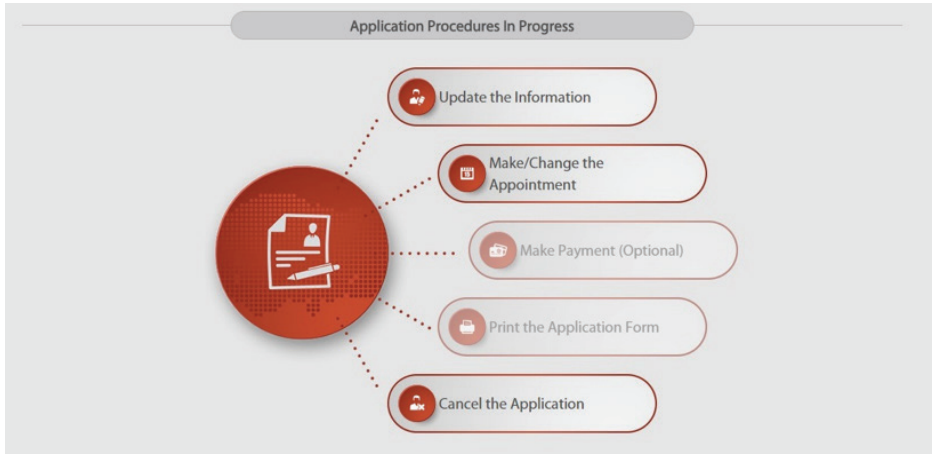 Application Procedures In Progress
Update the Information
Make/Change the
Appointment
Make Payment (Optional)
Print the Application Form
Cancel the Application